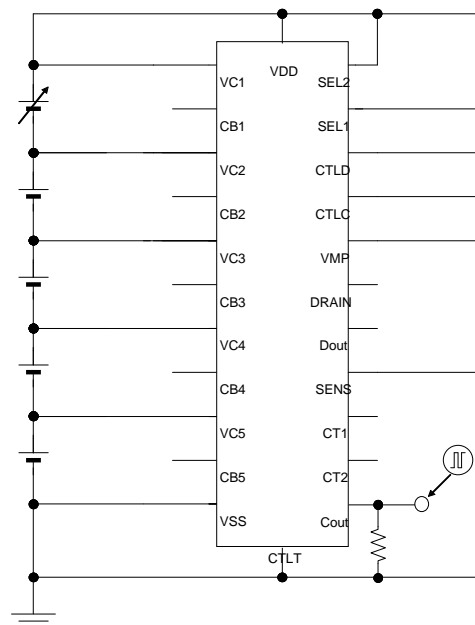 VDD
VC1
SEL2
CB1
SEL1
VC2
CTLD
CB2
CTLC
VC3
VMP
CB3
DRAIN
VC4
Dout
CB4
SENS
VC5
CT1
CB5
CT2
VSS
Cout
CTLT